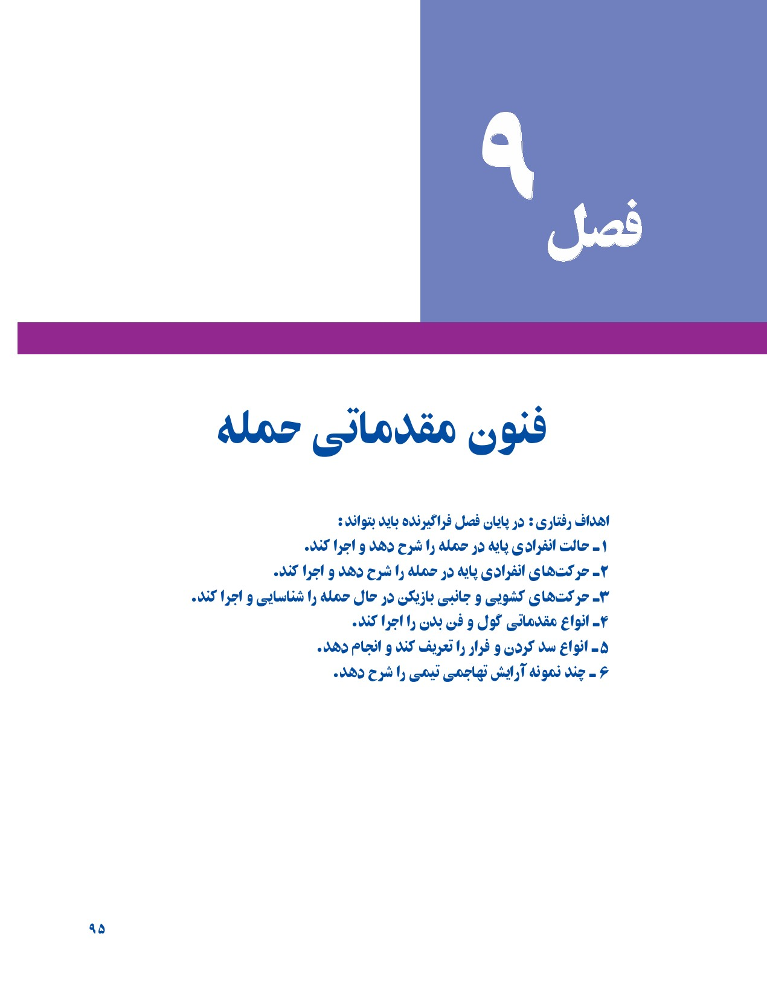 فصل ۹
فنون مقدماتی حمله
اهداف رفتاری : در پایان فصل فراگیرنده باید بتواند :
۱ـ حالت انفرادی پایه در حمله را شرح دهد و اجرا کند.
۲ـ حرکت‌های انفرادی پایه در حمله را شرح دهد و اجرا کند.
۳ـ حرکت‌های کشویی و جانبی بازیکن در حال حمله را شناسایی و اجرا کند.
۴ـ انواع مقدماتی گول و فن بدن را اجرا کند.
۵ ـ انواع سد کردن و فرار را تعریف کند و انجام دهد.
۶ ـ چند نمونه آرایش تهاجمی تیمی را شرح دهد.
۹۵